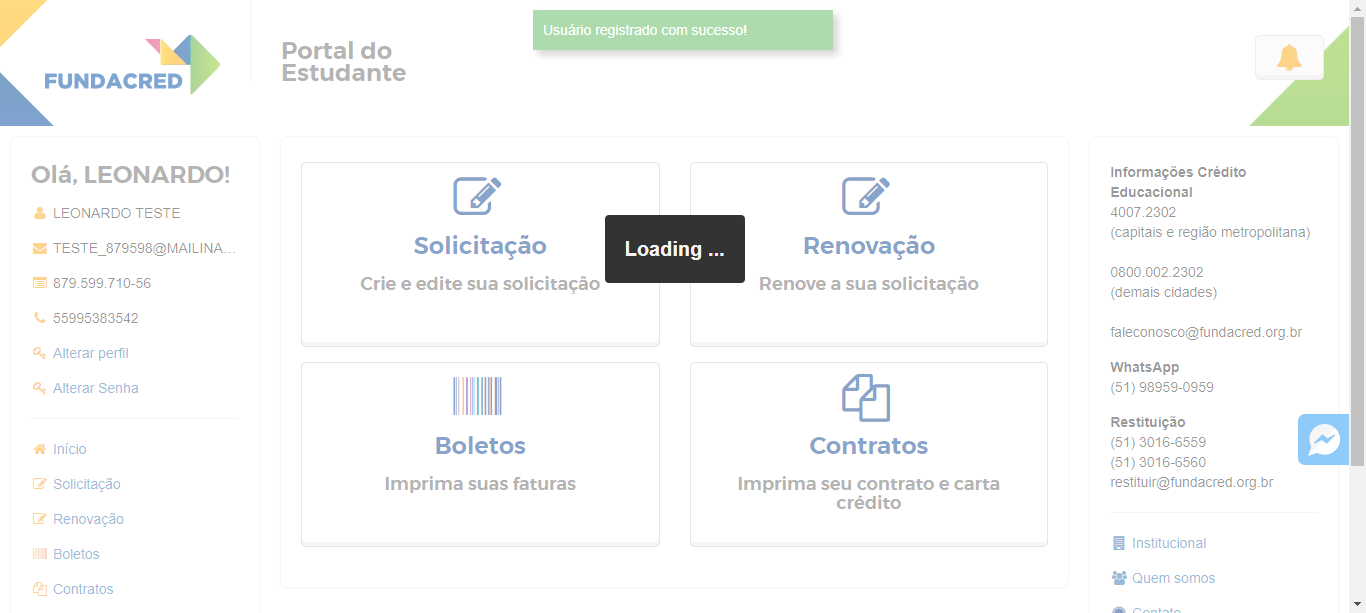 Usuário registrado com sucesso!
FUNDACRED
Portal do
Estudante
Olá, LEONARDO!
LEONARDO TESTE
TESTE_879598@MAILINA...
879.599.710-56
55995383542
Alterar perfil
Alterar Senha
Início
Solicitação
Renovação
Boletos
Contratos
Solicitação
Crie e edite sua solicitação
Renovação
Renove a sua solicitação
Loading ...
Boletos
Imprima suas faturas
Contratos
Imprima seu contrato e carta
crédito
Informações Crédito
Educacional
4007.2302
(capitais e região metropolitana)
0800.002.2302
(demais cidades)
faleconosco@fundacred.org.br
WhatsApp
(51) 98959-0959
Restituição
(51) 3016-6559
(51) 3016-6560
restituir@fundacred.org.br
Institucional
Quem somos
Contato